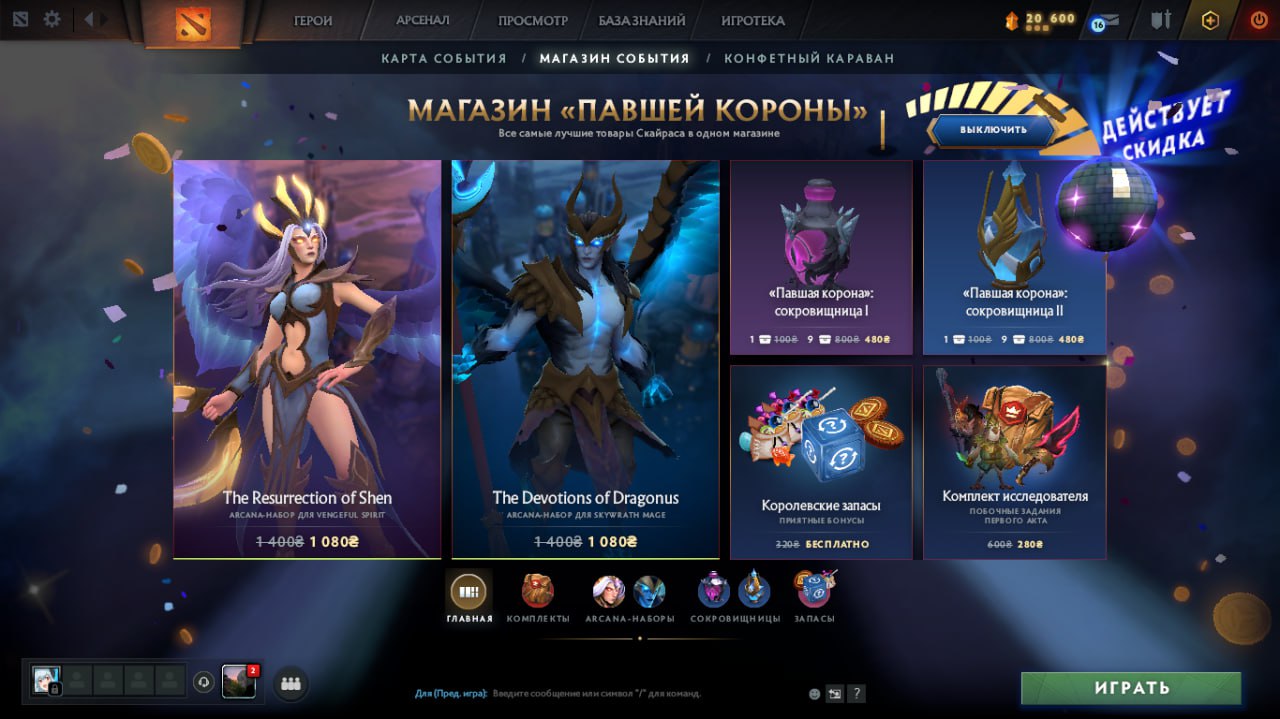 ГЕРОИ
АРСЕНАЛ
ПРОСМОТР
БАЗА ЗНАНИЙ
ИГРОТЕКА
20 600
16
КАРТА СОБЫТИЯ / МАГАЗИН СОБЫТИЯ / КОНФЕТНЫЙ КАРАВАН
МАГАЗИН «ПАВШЕЙ КОРОНЫ»
Все самые лучшие товары Скайраса в одном магазине
ВЫКЛЮЧИТЬ
ДЕЙСТВУЕТ
СКИДКА
The Resurrection of Shen
ARCANA-НАБОР ДЛЯ VENGEFUL SPIRIT
1 400₴ 1 080₴
The Devotions of Dragonus
ARCANA-НАБОР ДЛЯ SKYWRATH MAGE
1 400₴ 1 080₴
«Павшая корона»:
сокровищница I
1 100₴ 9 800₴ 480₴
«Павшая корона»:
сокровищница II
1 100₴ 9 800₴ 480₴
Королевские запасы
ПРИЯТНЫЕ БОНУСЫ
320₴ БЕСПЛАТНО
Комплект исследователя
ПОБОЧНЫЕ ЗАДАНИЯ
ПЕРВОГО АКТА
600₴ 280₴
ГЛАВНАЯ
КОМПЛЕКТЫ
ARCANA-НАБОРЫ
СОКРОВИЩНИЦЫ
ЗАПАСЫ
2
Для (Пред. игра): Введите сообщение или символ "/" для команд.
?
ИГРАТЬ